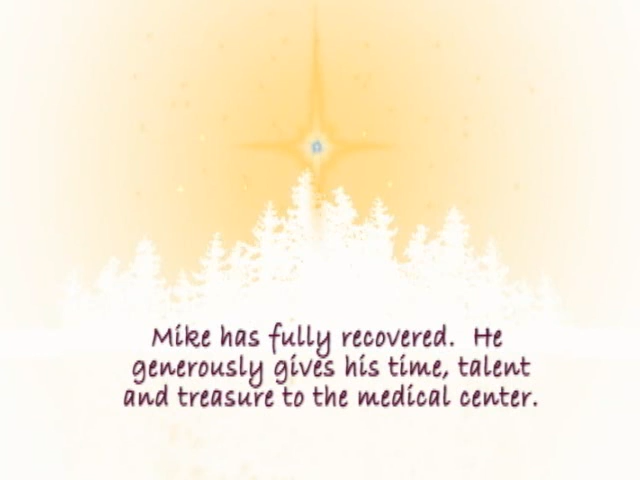 Mike has fully recovered.  He
generously gives his time, talent
and treasure to the medical center.